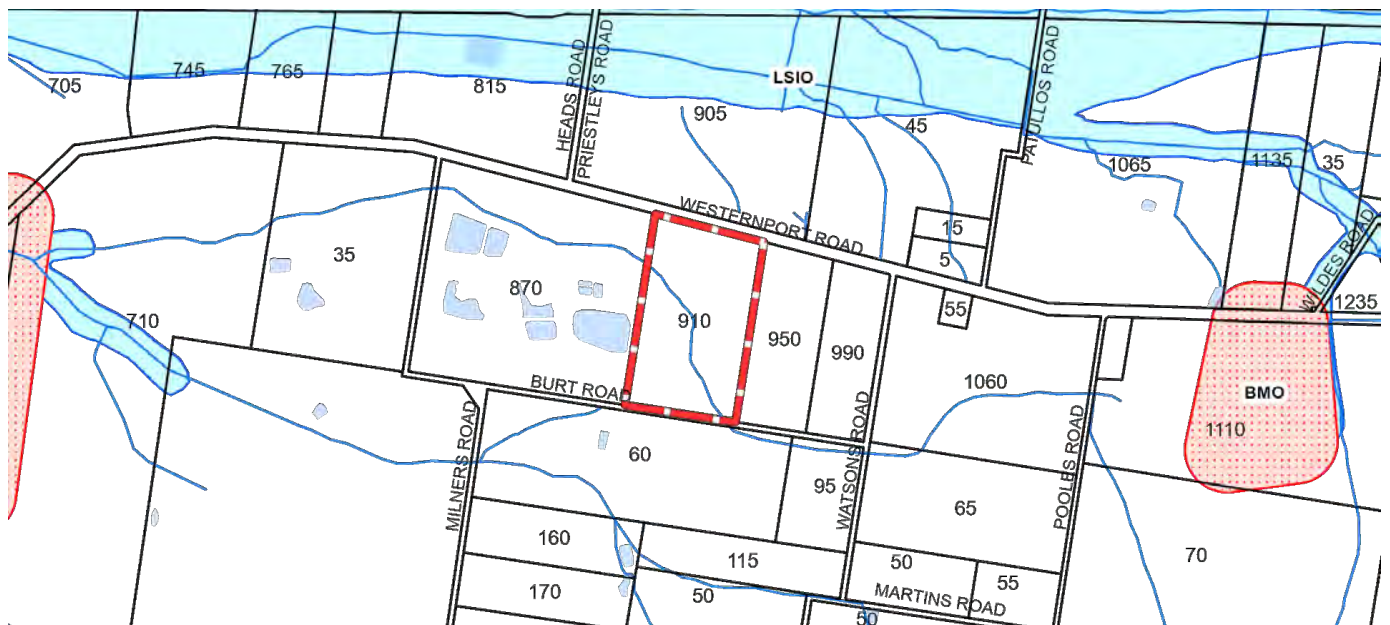 745
765
705
815
HEADS ROAD
PRIESTLEYS ROAD
LSIO
905
45
PATULLOS ROAD
1065
1135
35
WESTERNPORT ROAD
15
5
35
870
910
950
990
55
WILDES ROAD
1235
710
BURT ROAD
1060
BMO
1110
MILNERS ROAD
60
WATSONS ROAD
95
65
POOLES ROAD
160
115
50
55
70
170
50
MARTINS ROAD
50